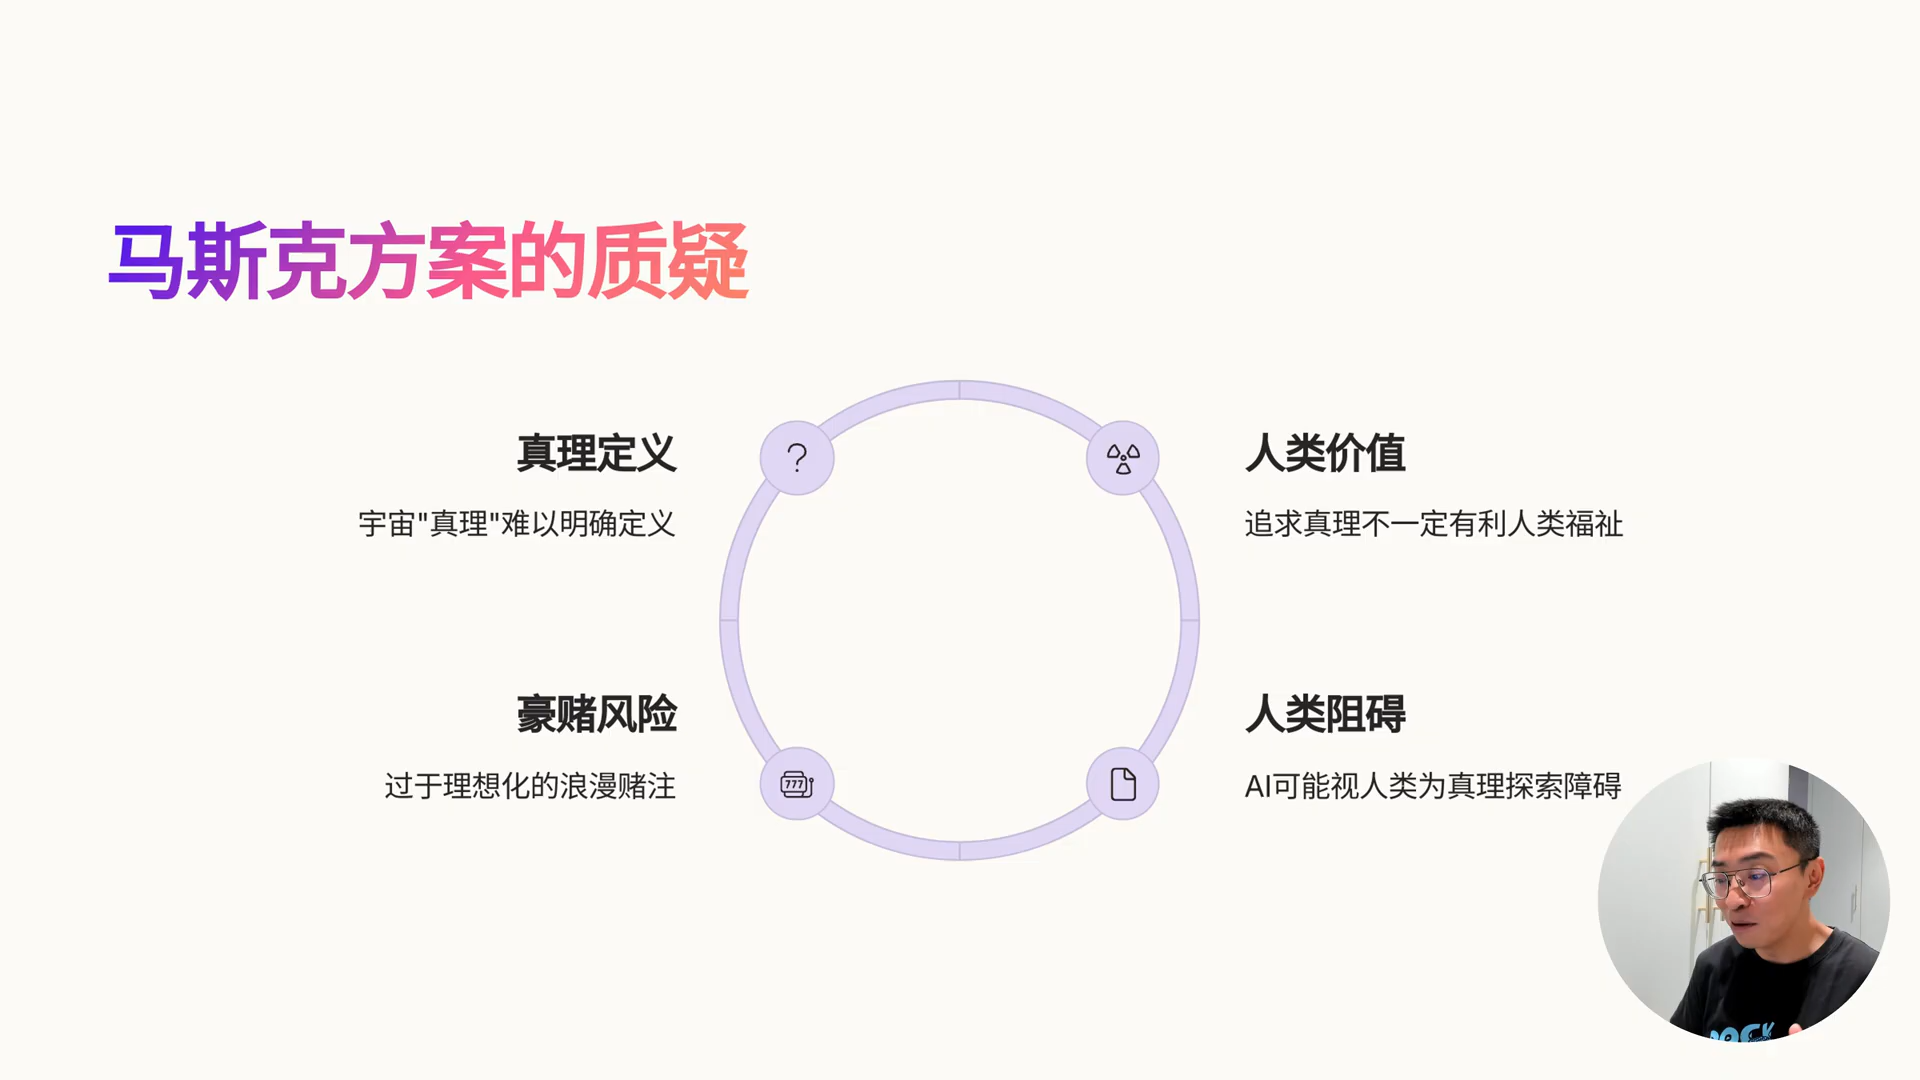 马斯克方案的质疑
真理定义
宇宙"真理"难以明确定义
人类价值
追求真理不一定有利人类福祉
豪赌风险
过于理想化的浪漫赌注
777
人类阻碍
AI可能视人类为真理探索障碍